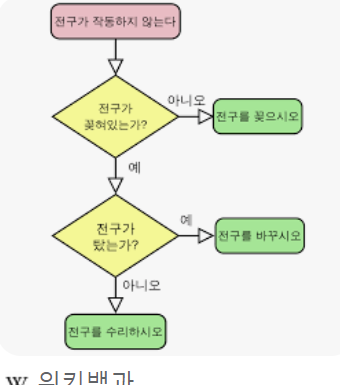 전구가 작동하지 않는다
전구가
꽂혀있는가?
아니오
전구를 꽂으시오
예
전구가
탔는가?
예
전구를 바꾸시오
아니오
전구를 수리하시오
w 위키백과